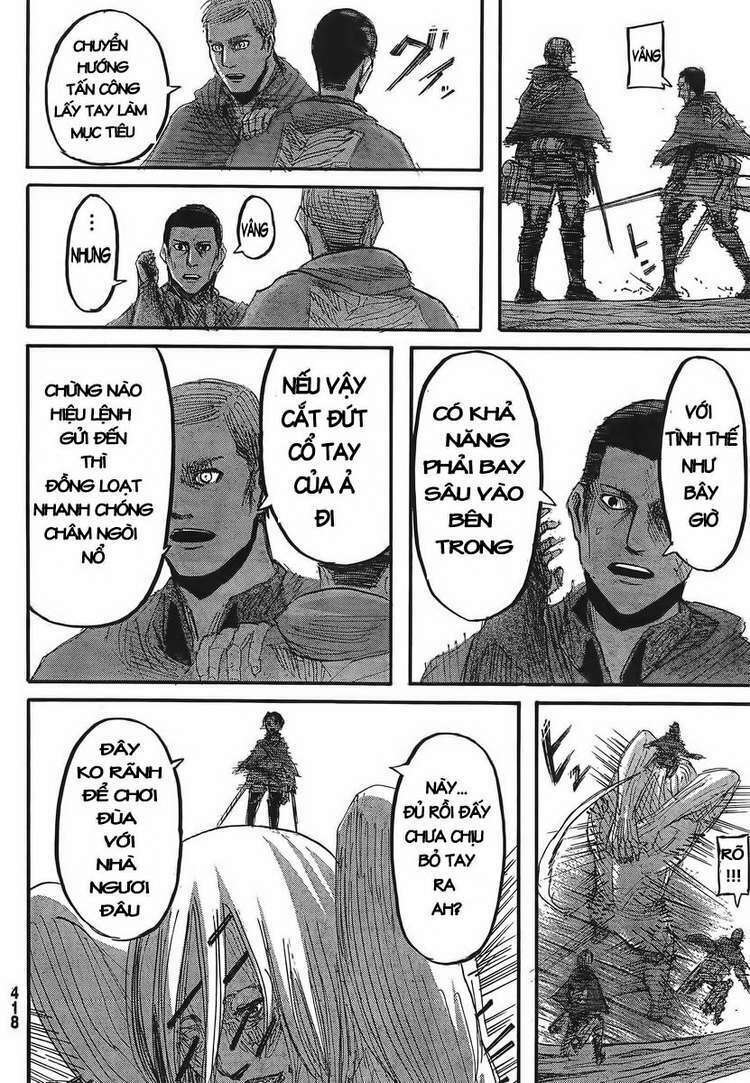 VÂNG
CHUYỂN
HƯỚNG
TẤN CÔNG
LẤY TAY LÀM
MỤC TIÊU
VÂNG
...
NHƯNG
VỚI
TÌNH THẾ
NHƯ
BÂY
GIỜ
CÓ KHẢ
NĂNG
PHẢI BAY
SÂU VÀO
BÊN
TRONG
NẾU VẬY
CẮT ĐỨT
CỔ TAY
CỦA Ả
ĐI
CHỪNG NÀO
HIỆU LỆNH
GỬI ĐẾN
THÌ
ĐỒNG LOẠT
NHANH CHÓNG
CHÂM NGÒI
NỔ
RÕ
!!!
NÀY...
ĐỦ RỒI ĐẤY
CHƯA CHỊU
BỎ TAY
RA
AH?
ĐÂY
KO RÃNH
ĐỂ CHƠI
ĐÙA
VỚI
NHÀ
NGƯƠI
ĐÂU
418